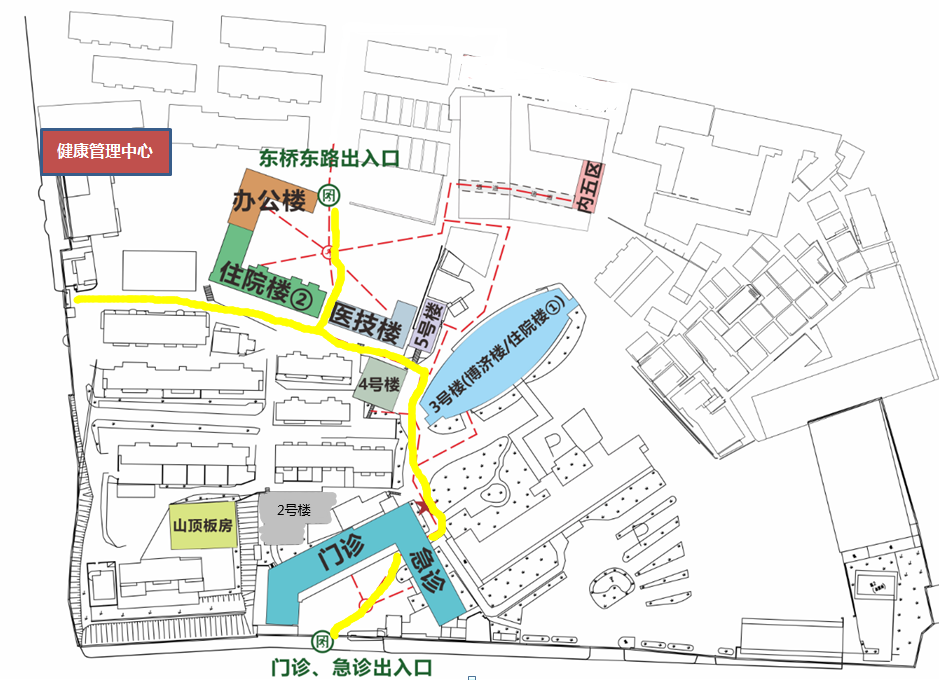 健康管理中心
东桥东路出入口
闭
办公楼
内五区
住院楼②
医技楼
5号楼
3号楼(博济楼/住院楼①)
4号楼
2号楼
山顶板房
门诊
急诊
闭
门诊、急诊出入口